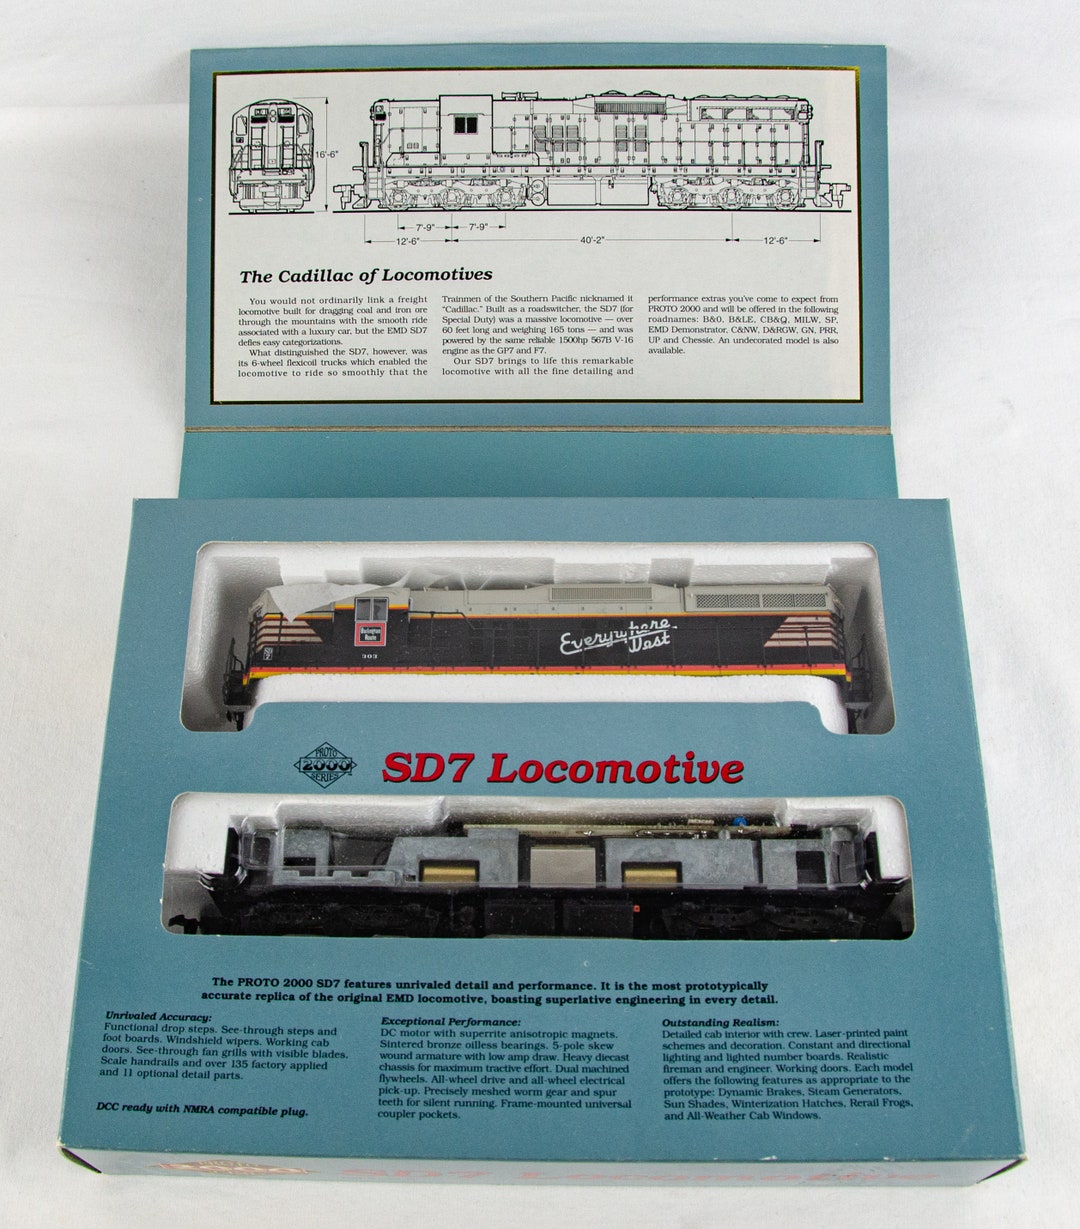 16'-6"
7'-9" 7'-9"
12'-6" 40'-2" 12'-6"
The Cadillac of Locomotives
You would not ordinarily link a freight
locomotive built for dragging coal and iron ore
through the mountains with the smooth ride
associated with a luxury car, but the EMD SD7
defies easy categorizations.
What distinguished the SD7, however, was
its 6-wheel flexicoil trucks which enabled the
locomotive to ride so smoothly that the
Trainmen of the Southern Pacific nicknamed it
"Cadillac." Built as a roadswitcher, the SD7 (for
Special Duty) was a massive locomotive — over
60 feet long and weighing 165 tons — and was
powered by the same reliable 1500hp 567B V-16
engine as the GP7 and F7.
Our SD7 brings to life this remarkable
locomotive with all the fine detailing and
performance extras you've come to expect from
PROTO 2000 and will be offered in the following
roadnames: B&O, B&LE, CB&Q, MILW, SP,
EMD Demonstrator, C&NW, D&RGW, GN, PRR,
UP and Chessie. An undecorated model is also
available.
Burlington
Route
303
Everywhere
West
PROTO
2000
SERIES
SD7 Locomotive
The PROTO 2000 SD7 features unrivaled detail and performance. It is the most prototypically
accurate replica of the original EMD locomotive, boasting superlative engineering in every detail.
Unrivaled Accuracy:
Functional drop steps. See-through steps and
foot boards. Windshield wipers. Working cab
doors. See-through fan grills with visible blades.
Scale handrails and over 135 factory applied
and 11 optional detail parts.
DCC ready with NMRA compatible plug.
Exceptional Performance:
DC motor with superrite anisotropic magnets.
Sintered bronze oilless bearings. 5-pole skew
wound armature with low amp draw. Heavy diecast
chassis for maximum tractive effort. Dual machined
flywheels. All-wheel drive and all-wheel electrical
pick-up. Precisely meshed worm gear and spur
teeth for silent running. Frame-mounted universal
coupler pockets.
Outstanding Realism:
Detailed cab interior with crew. Laser-printed paint
schemes and decoration. Constant and directional
lighting and lighted number boards. Realistic
fireman and engineer. Working doors. Each model
offers the following features as appropriate to the
prototype: Dynamic Brakes, Steam Generators,
Sun Shades, Winterization Hatches, Rerail Frogs,
and All-Weather Cab Windows.
SD7 Locomotive